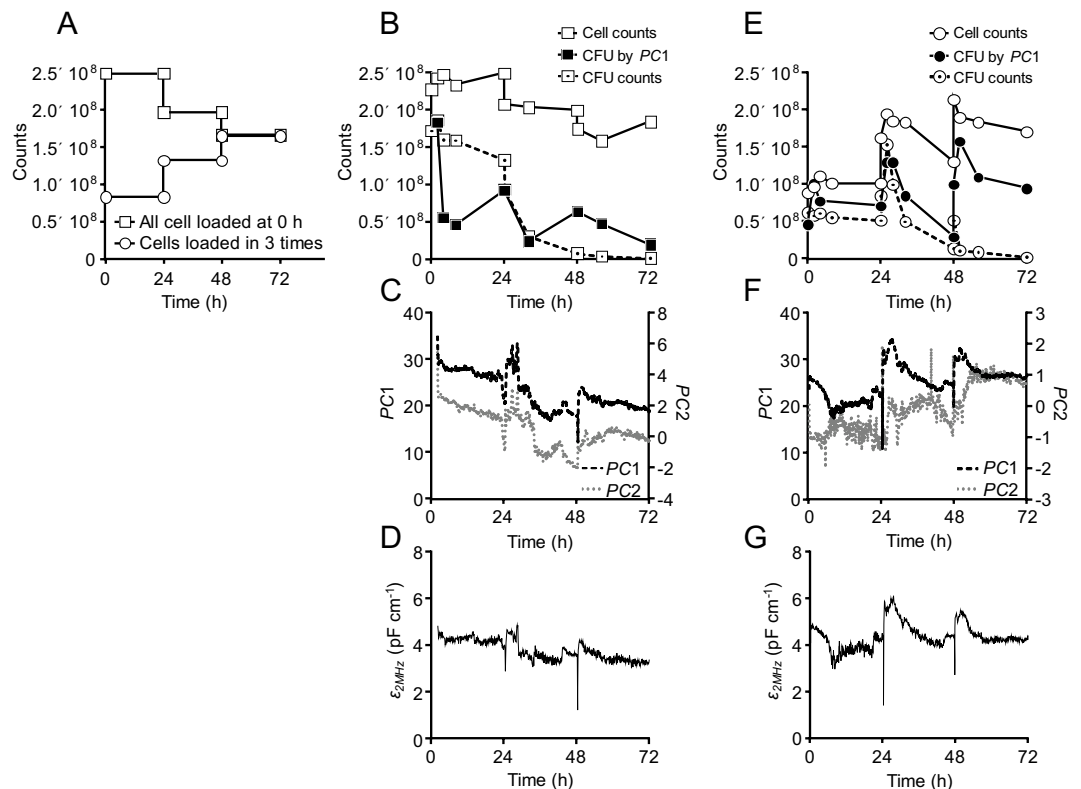 A
2.5´ 10⁸
2.0´ 10⁸
1.5´ 10⁸
1.0´ 10⁸
0.5´ 10⁸
0
Counts
All cell loaded at 0 h
Cells loaded in 3 times
0 24 48 72
Time (h)
B
Cell counts
CFU by PC1
CFU counts
2.5´ 10⁸
2.0´ 10⁸
1.5´ 10⁸
1.0´ 10⁸
0.5´ 10⁸
0
Counts
0 24 48 72
Time (h)
E
Cell counts
CFU by PC1
CFU counts
2.5´ 10⁸
2.0´ 10⁸
1.5´ 10⁸
1.0´ 10⁸
0.5´ 10⁸
0
Counts
0 24 48 72
Time (h)
C
40
30
20
10
0
PC1
8
6
4
2
0
-2
-4
PC2
PC1
PC2
0 24 48 72
Time (h)
F
40
30
20
10
0
PC1
3
2
1
0
-1
-2
-3
PC2
PC1
PC2
0 24 48 72
Time (h)
D
8
6
4
2
0
ε2MHz (pF cm⁻¹)
0 24 48 72
Time (h)
G
8
6
4
2
0
ε2MHz (pF cm⁻¹)
0 24 48 72
Time (h)